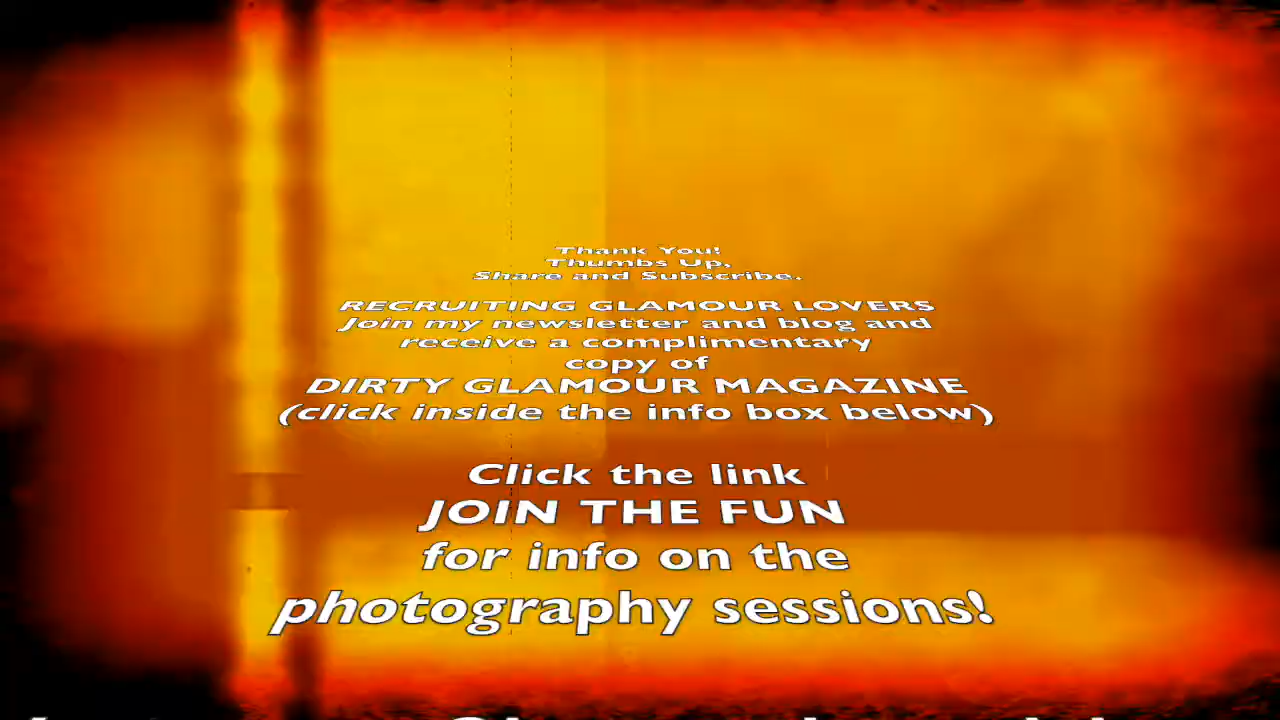 Thank You!
Thumbs Up,
Share and Subscribe.
RECRUITING GLAMOUR LOVERS
Join my newsletter and blog and
receive a complimentary
copy of
DIRTY GLAMOUR MAGAZINE
(click inside the info box below)
Click the link
JOIN THE FUN
for info on the
photography sessions!